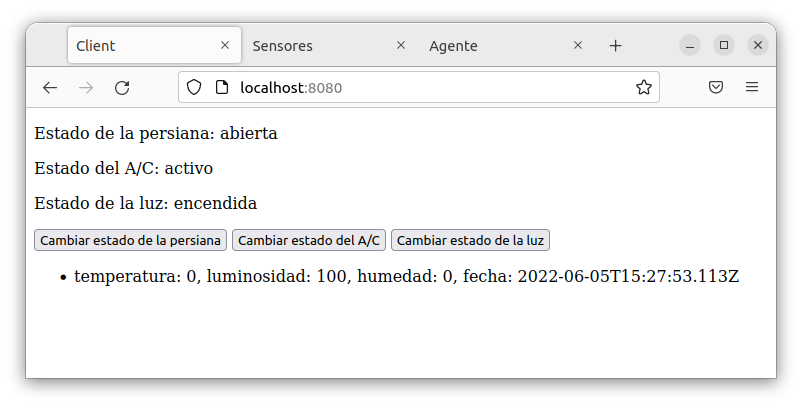 Client Sensores Agente
localhost:8080
Estado de la persiana: abierta
Estado del A/C: activo
Estado de la luz: encendida
Cambiar estado de la persiana Cambiar estado del A/C Cambiar estado de la luz
• temperatura: 0, luminosidad: 100, humedad: 0, fecha: 2022-06-05T15:27:53.113Z